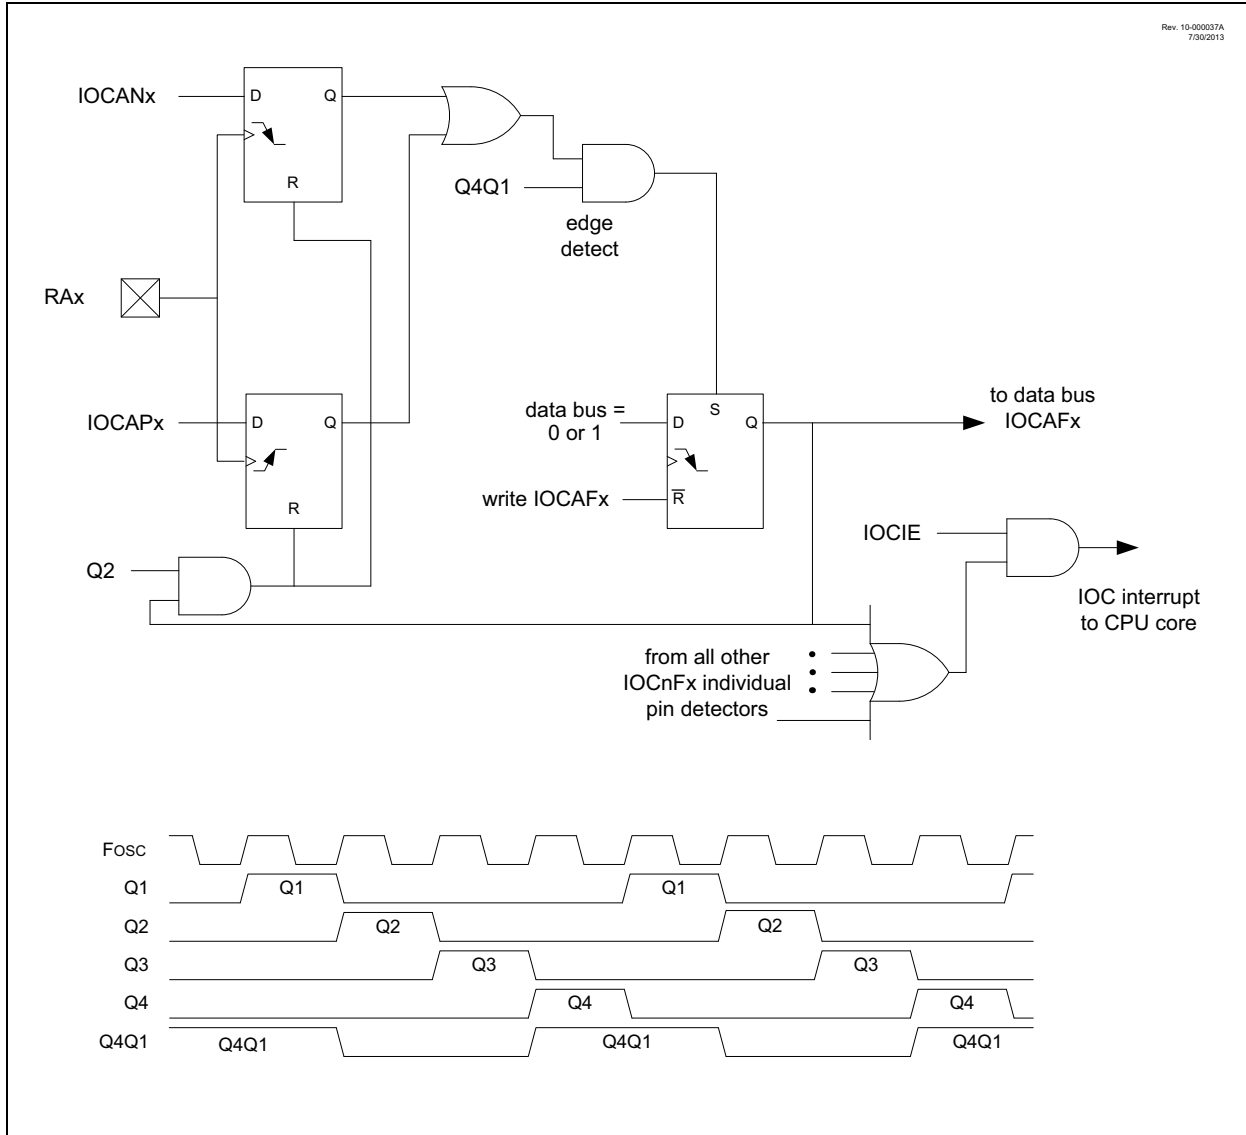 Rev. 10-000037A
7/30/2013
IOCANx
D
Q
R
Q4Q1
edge
detect
RAx
IOCAPx
D
Q
R
data bus =
0 or 1
D
S
Q
R
write IOCAFx
to data bus
IOCAFx
IOCIE
Q2
IOC interrupt
to CPU core
from all other
IOCnFx individual
pin detectors
Fosc
Q1
Q1
Q1
Q2
Q2
Q2
Q3
Q3
Q3
Q4
Q4
Q4
Q4Q1
Q4Q1
Q4Q1
Q4Q1